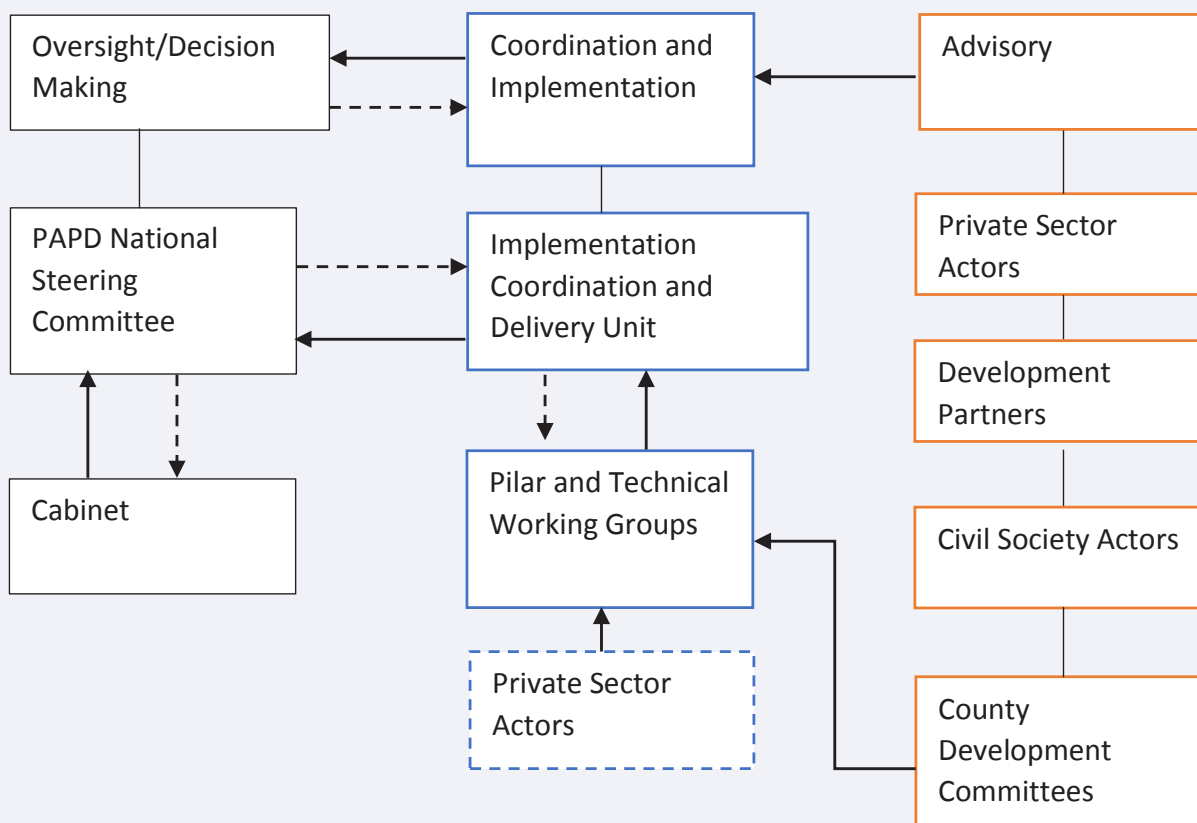 Oversight/Decision
Making
Coordination and
Implementation
Advisory
PAPD National
Steering
Committee
Implementation
Coordination and
Delivery Unit
Private Sector
Actors
Development
Partners
Cabinet
Pilar and Technical
Working Groups
Civil Society Actors
Private Sector
Actors
County
Development
Committees